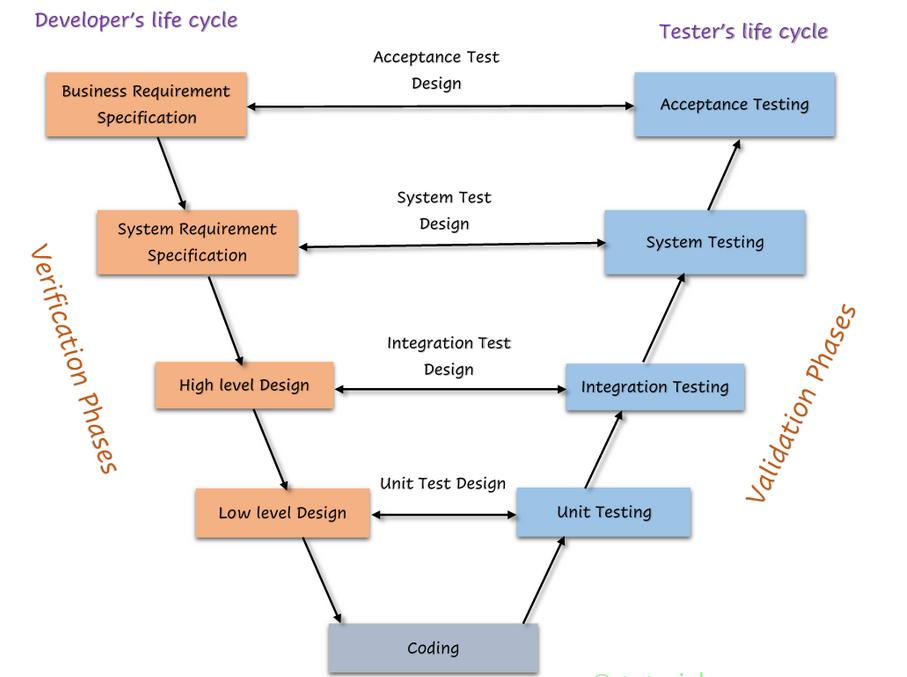 Developer's life cycle
Tester's life cycle
Acceptance Test
Design
Business Requirement
Specification
Acceptance Testing
System Test
Design
System Requirement
Specification
System Testing
Verification Phases
Validation Phases
Integration Test
Design
High level Design
Integration Testing
Unit Test Design
Low level Design
Unit Testing
Coding